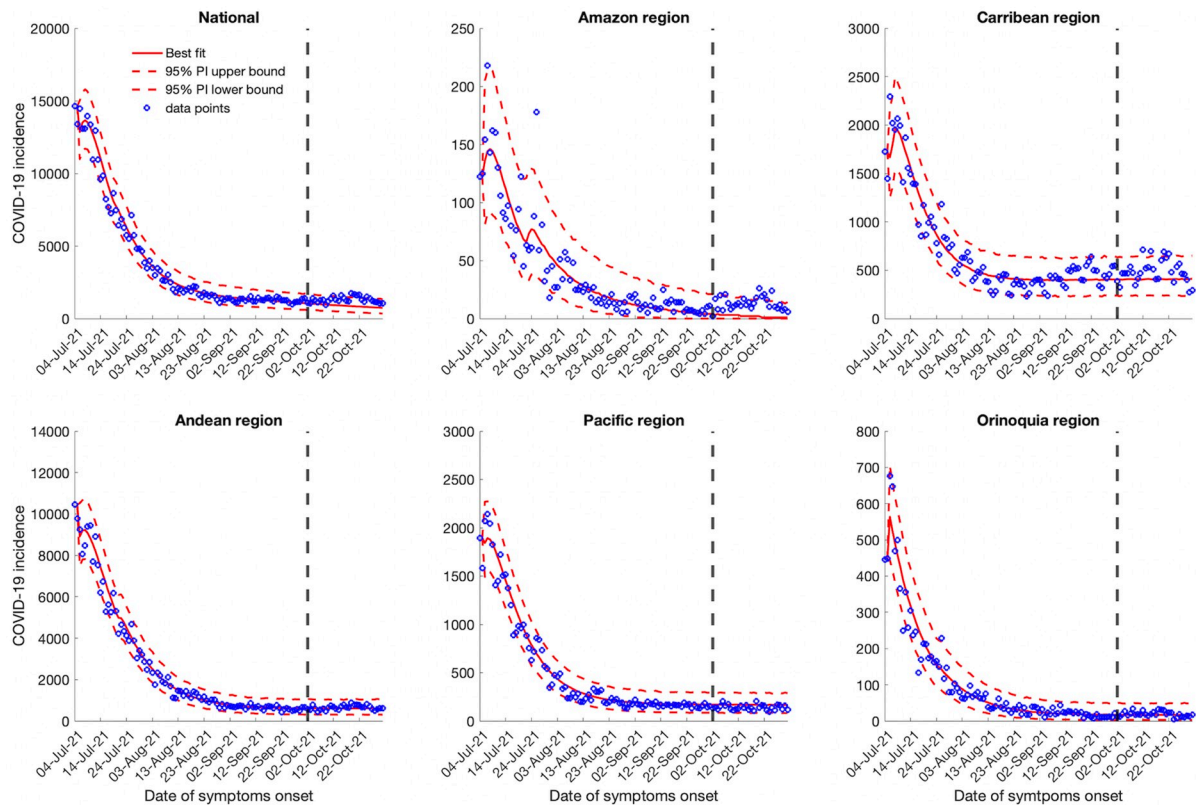 National
Amazon region
Carribean region
20000
15000
10000
5000
0
COVID-19 incidence
Best fit
95% PI upper bound
95% PI lower bound
data points
04-Jul-21
14-Jul-21
24-Jul-21
03-Aug-21
13-Aug-21
23-Aug-21
02-Sep-21
12-Sep-21
22-Sep-21
02-Oct-21
12-Oct-21
22-Oct-21
250
200
150
100
50
0
04-Jul-21
14-Jul-21
24-Jul-21
03-Aug-21
13-Aug-21
23-Aug-21
02-Sep-21
12-Sep-21
22-Sep-21
02-Oct-21
12-Oct-21
22-Oct-21
3000
2500
2000
1500
1000
500
0
04-Jul-21
14-Jul-21
24-Jul-21
03-Aug-21
13-Aug-21
23-Aug-21
02-Sep-21
12-Sep-21
22-Sep-21
02-Oct-21
12-Oct-21
22-Oct-21
Andean region
Pacific region
Orinoquia region
14000
12000
10000
8000
6000
4000
2000
0
COVID-19 incidence
04-Jul-21
14-Jul-21
24-Jul-21
03-Aug-21
13-Aug-21
23-Aug-21
02-Sep-21
12-Sep-21
22-Sep-21
02-Oct-21
12-Oct-21
22-Oct-21
Date of symptoms onset
3000
2500
2000
1500
1000
500
0
04-Jul-21
14-Jul-21
24-Jul-21
03-Aug-21
13-Aug-21
23-Aug-21
02-Sep-21
12-Sep-21
22-Sep-21
02-Oct-21
12-Oct-21
22-Oct-21
Date of symptoms onset
800
700
600
500
400
300
200
100
0
04-Jul-21
14-Jul-21
24-Jul-21
03-Aug-21
13-Aug-21
23-Aug-21
02-Sep-21
12-Sep-21
22-Sep-21
02-Oct-21
12-Oct-21
22-Oct-21
Date of symtpoms onset